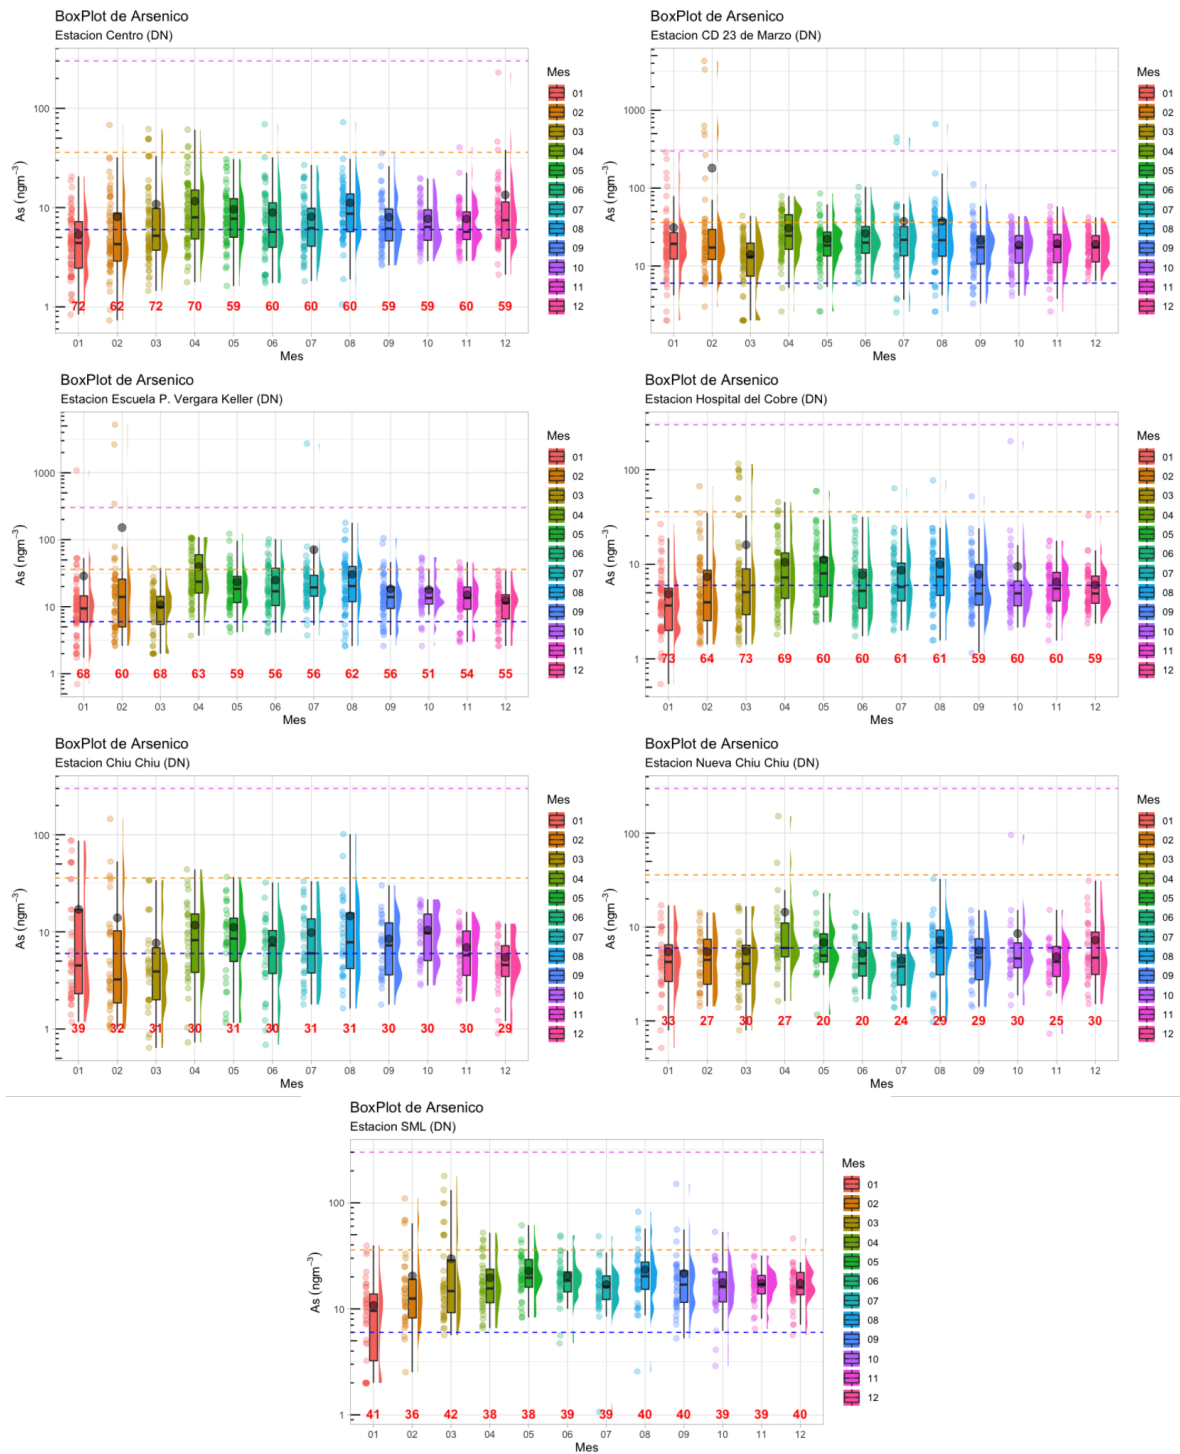 BoxPlot de Arsenico
Estacion Centro (DN)
As (ngm⁻³)
100
10
1
72 62 72 70 59 60 60 60 59 59 60 59
01 02 03 04 05 06 07 08 09 10 11 12
Mes
Mes
01
02
03
04
05
06
07
08
09
10
11
12
BoxPlot de Arsenico
Estacion CD 23 de Marzo (DN)
As (ngm⁻³)
1000
100
10
01 02 03 04 05 06 07 08 09 10 11 12
Mes
Mes
01
02
03
04
05
06
07
08
09
10
11
12
BoxPlot de Arsenico
Estacion Escuela P. Vergara Keller (DN)
As (ngm⁻³)
1000
100
10
1
68 60 68 63 59 56 56 62 56 51 54 55
01 02 03 04 05 06 07 08 09 10 11 12
Mes
Mes
01
02
03
04
05
06
07
08
09
10
11
12
BoxPlot de Arsenico
Estacion Hospital del Cobre (DN)
As (ngm⁻³)
100
10
1
73 64 73 69 60 60 61 61 59 60 60 59
01 02 03 04 05 06 07 08 09 10 11 12
Mes
Mes
01
02
03
04
05
06
07
08
09
10
11
12
BoxPlot de Arsenico
Estacion Chiu Chiu (DN)
As (ngm⁻³)
100
10
1
39 32 31 30 31 30 31 31 30 30 30 29
01 02 03 04 05 06 07 08 09 10 11 12
Mes
Mes
01
02
03
04
05
06
07
08
09
10
11
12
BoxPlot de Arsenico
Estacion Nueva Chiu Chiu (DN)
As (ngm⁻³)
100
10
1
33 27 30 27 20 20 24 29 29 30 25 30
01 02 03 04 05 06 07 08 09 10 11 12
Mes
Mes
01
02
03
04
05
06
07
08
09
10
11
12
BoxPlot de Arsenico
Estacion SML (DN)
As (ngm⁻³)
100
10
1
41 36 42 38 38 39 39 40 40 39 39 40
01 02 03 04 05 06 07 08 09 10 11 12
Mes
Mes
01
02
03
04
05
06
07
08
09
10
11
12